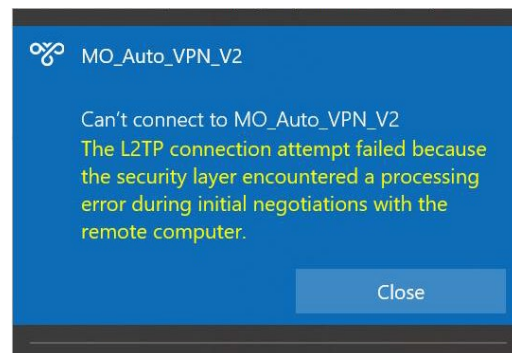 MO_Auto_VPN_V2
Can't connect to MO_Auto_VPN_V2
The L2TP connection attempt failed because
the security layer encountered a processing
error during initial negotiations with the
remote computer.
Close